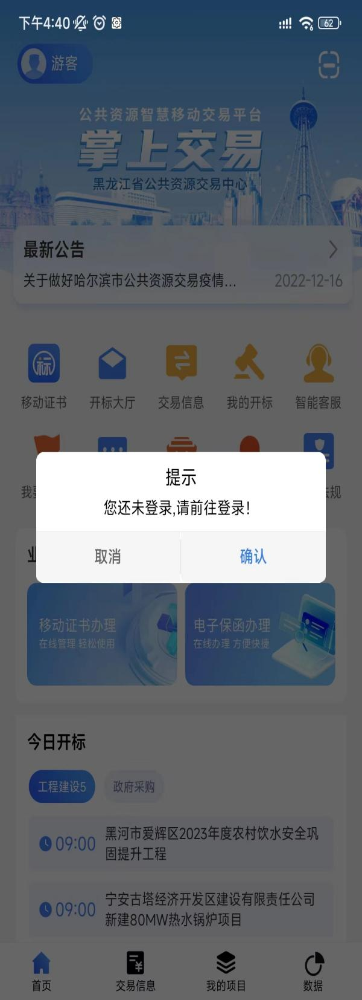 下午4:40
62
游客
公共资源智慧移动交易平台
掌上交易
黑龙江省公共资源交易中心
最新公告
关于做好哈尔滨市公共资源交易疫情...
2022-12-16
标
移动证书
开标大厅
交易信息
我的开标
智能客服
我
规
提示
您还未登录,请前往登录!
取消
确认
业
移动证书办理
在线管理 轻松使用
电子保函办理
在线办理 方便快捷
今日开标
工程建设5
政府采购
09:00
黑河市爱辉区2023年度农村饮水安全巩
固提升工程
09:00
宁安古塔经济开发区建设有限责任公司
新建80MW热水锅炉项目
首页
交易信息
我的项目
数据